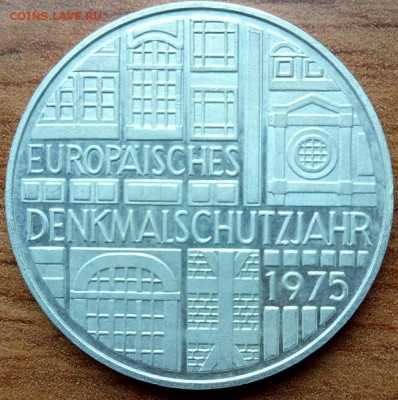 COINS.LAVE.RU
EUROPÄISCHES
DENKMALSCHUTZJAHR
1975